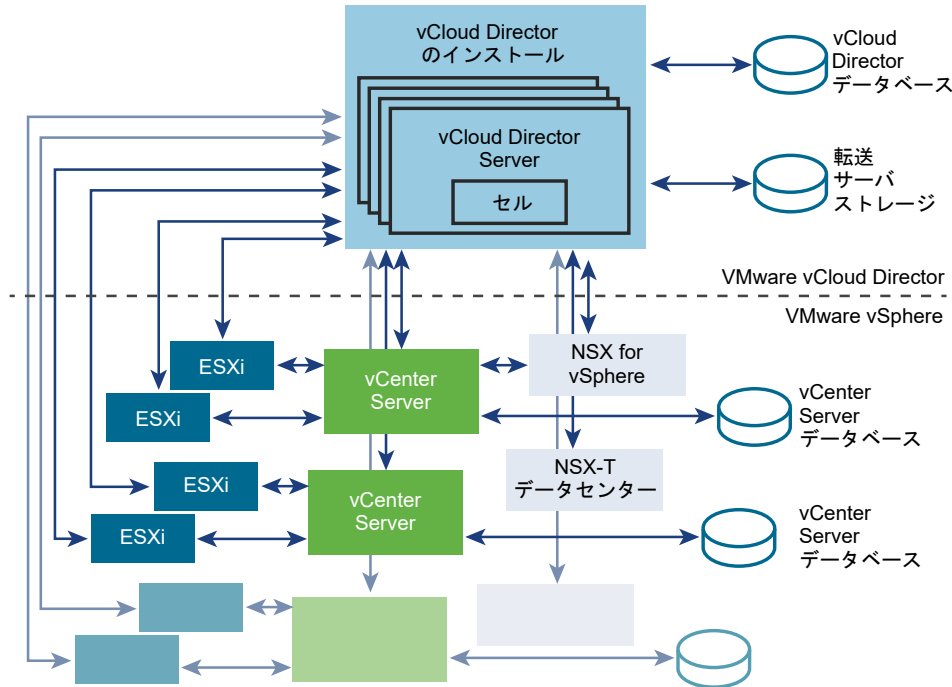 vCloud Director
のインストール
vCloud Director
Server
セル
vCloud
Director
データベース
転送
サーバ
ストレージ
VMware vCloud Director
VMware vSphere
ESXi
ESXi
vCenter
Server
NSX for
vSphere
vCenter
Server
データベース
ESXi
ESXi
vCenter
Server
NSX-T
データセンター
vCenter
Server
データベース